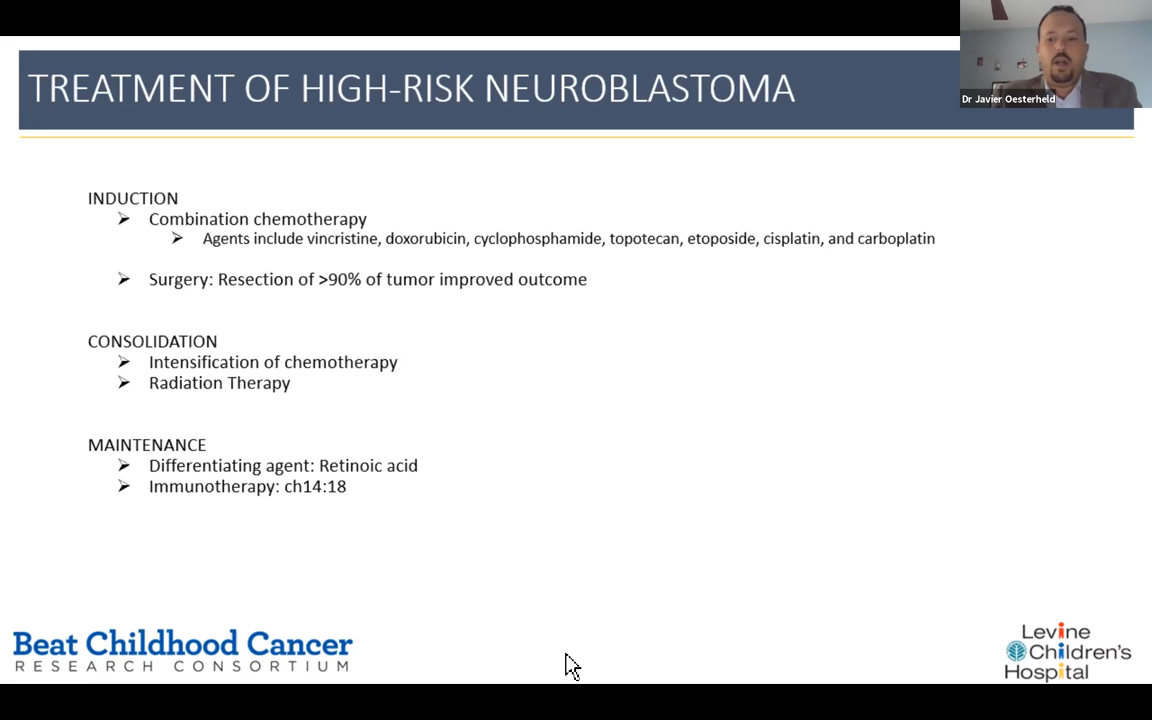 TREATMENT OF HIGH-RISK NEUROBLASTOMA
Dr Javier Oesterheld
INDUCTION
➢ Combination chemotherapy
➢ Agents include vincristine, doxorubicin, cyclophosphamide, topotecan, etoposide, cisplatin, and carboplatin
➢ Surgery: Resection of >90% of tumor improved outcome
CONSOLIDATION
➢ Intensification of chemotherapy
➢ Radiation Therapy
MAINTENANCE
➢ Differentiating agent: Retinoic acid
➢ Immunotherapy: ch14:18
Beat Childhood Cancer
RESEARCH CONSORTIUM
Levine
Children's
Hospital